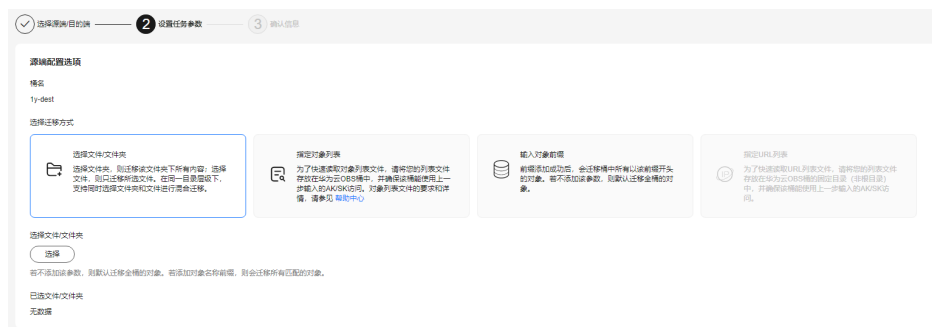 选择源端/目的端
2 设置任务参数
3 确认信息
源端配置选项
桶名
1y-dest
选择迁移方式
选择文件/文件夹
选择文件夹，则迁移该文件夹下所有内容；选择
文件，则只迁移所选文件。在同一目录层级下，
支持同时选择文件夹和文件进行混合迁移。
指定对象列表
为了快速读取对象列表文件，请将您的列表文件
存放在华为云OBS桶中，并确保该桶能使用上一
步输入的AK/SK访问。对象列表文件的要求和详
情，请参见 帮助中心
输入对象前缀
前缀添加成功后，会迁移桶中所有以该前缀开头
的对象。若不添加该参数，则默认迁移全桶的对
象。
指定URL列表
为了快速读取URL列表文件，请将您的列表文件
存放在华为云OBS桶的固定目录（非根目录）
中，并确保该桶能使用上一步输入的AK/SK访
问。
选择文件/文件夹
选择
若不添加该参数，则默认迁移全桶的对象。若添加对象名称前缀，则会迁移所有匹配的对象。
已选文件/文件夹
无数据